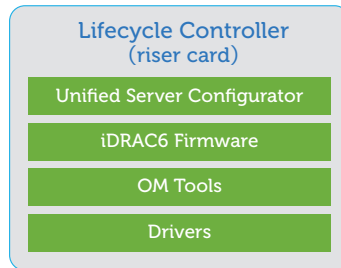 Lifecycle Controller
(riser card)
Unified Server Configurator
iDRAC6 Firmware
OM Tools
Drivers